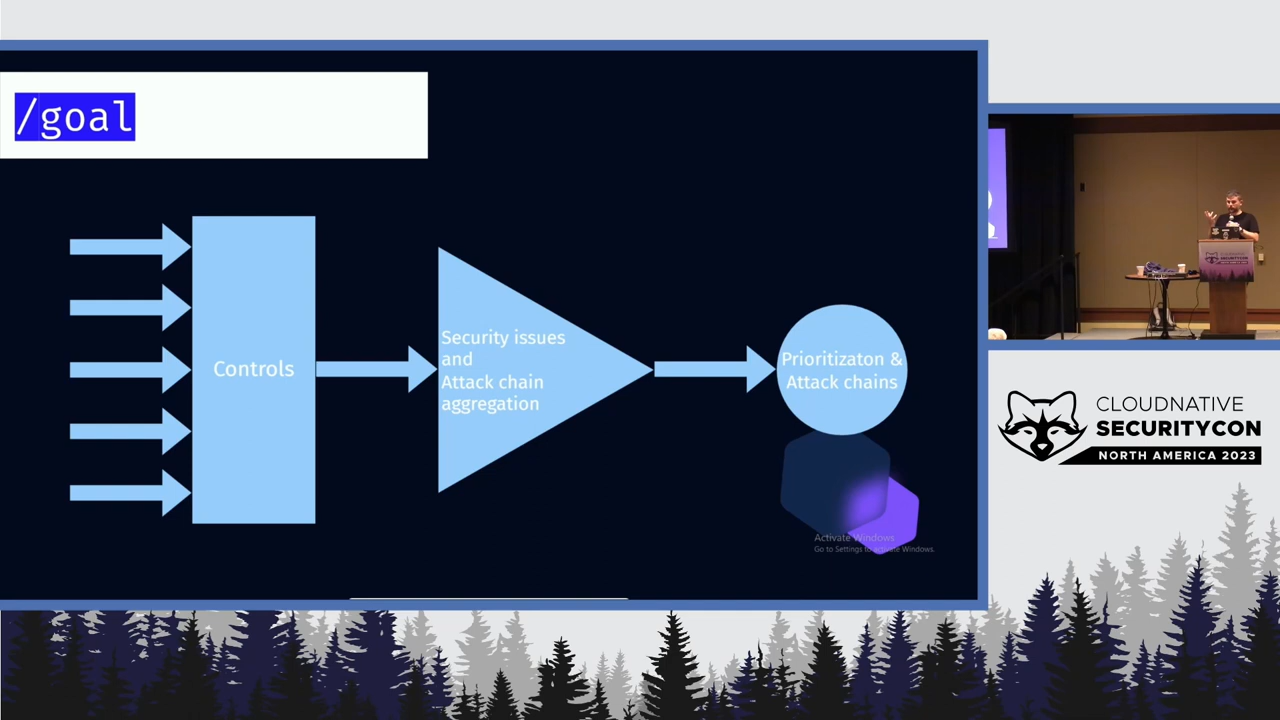 /goal
Controls
Security issues
and
Attack chain
aggregation
Prioritizaton &
Attack chains
Activate Windows
Go to Settings to activate Windows.
CLOUDNATIVE
SECURITYCON
NORTH AMERICA 2023